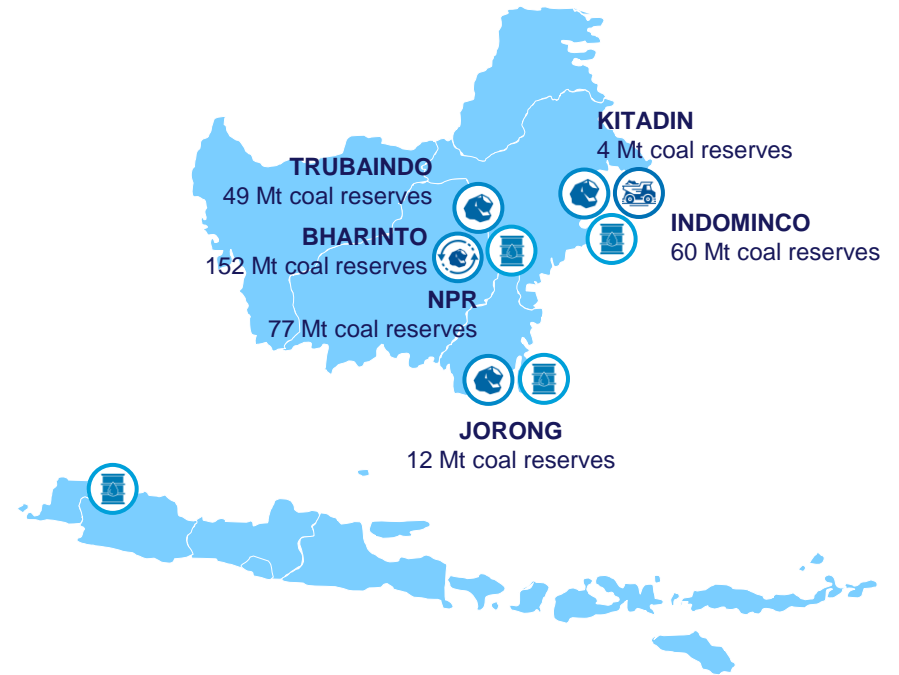 KITADIN
4 Mt coal reserves
TRUBAINDO
49 Mt coal reserves
INDOMINCO
60 Mt coal reserves
BHARINTO
152 Mt coal reserves
NPR
77 Mt coal reserves
JORONG
12 Mt coal reserves